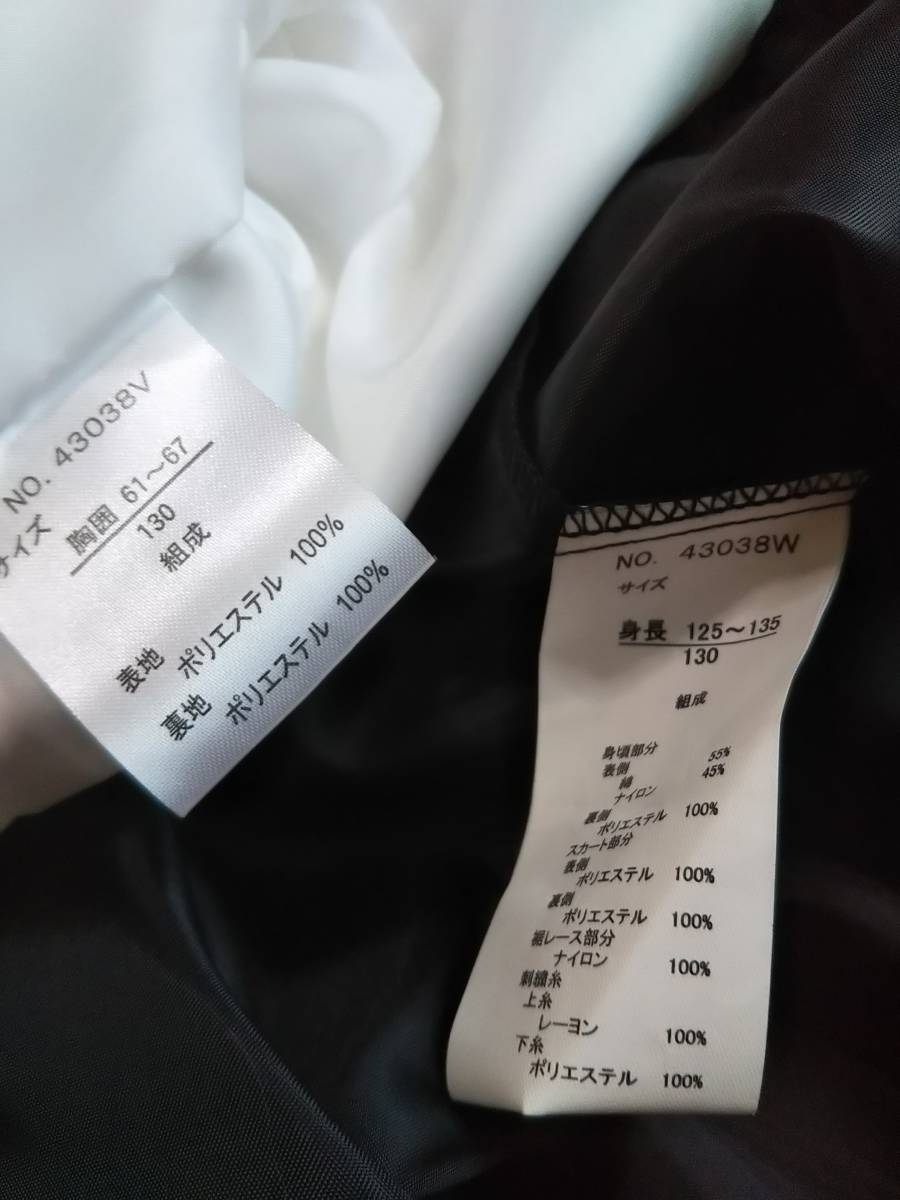 NO. 43038V
サイズ
胸囲 61～67
130
組成
表地
ポリエステル 100%
裏地
ポリエステル 100%
NO. 43038W
サイズ
身長 125～135
130
組成
身頃部分
表側
綿 55%
ナイロン 45%
裏側
ポリエステル 100%
スカート部分
表側
ポリエステル 100%
裏側
ポリエステル 100%
裾レース部分
ナイロン 100%
刺繍糸
上糸
レーヨン 100%
下糸
ポリエステル 100%